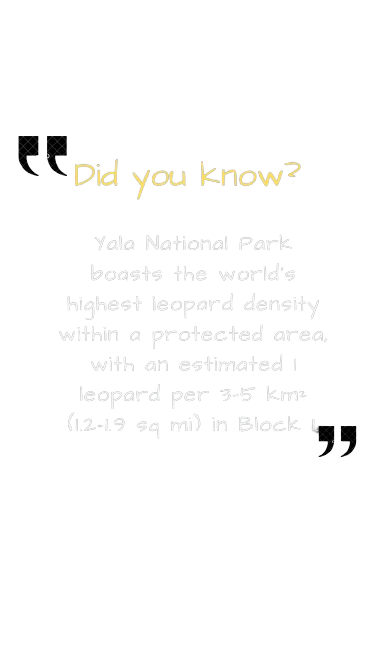 Did you know?
Yala National Park
boasts the world's
highest leopard density
within a protected area,
with an estimated 1
leopard per 3-5 km²
(1.2-1.9 sq mi) in Block 1.